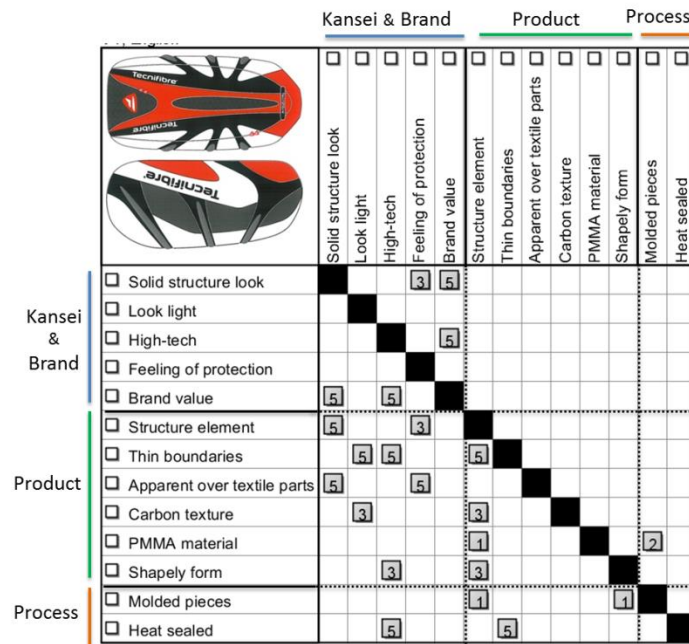 Kansei & Brand
Product
Process
Tecnifibre
Tecnifibre
Tecnifibre
Solid structure look
Look light
High-tech
Feeling of protection
Brand value
Structure element
Thin boundaries
Apparent over textile parts
Carbon texture
PMMA material
Shapely form
Molded pieces
Heat sealed
Kansei
&
Brand
Solid structure look 3 5
Look light
High-tech 5
Feeling of protection
Brand value 5 5
Product
Structure element 5 3
Thin boundaries 5 5 5
Apparent over textile parts 5 5
Carbon texture 3 3
PMMA material 1 2
Shapely form 3 3
Process
Molded pieces 1 1
Heat sealed 5 5